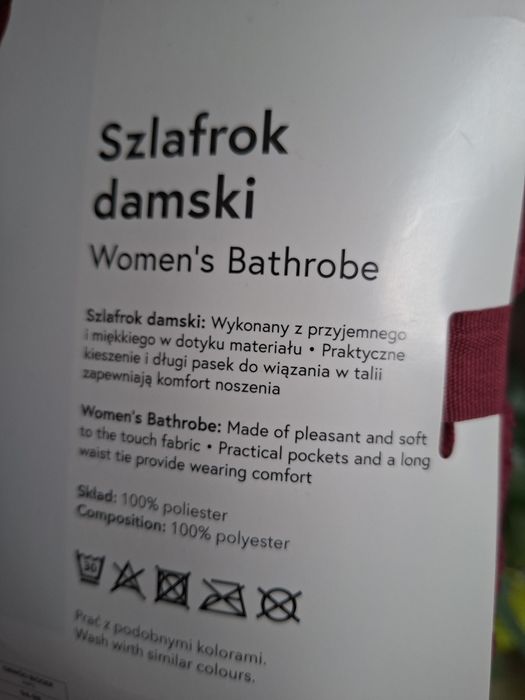 Szlafrok
damski
Women's Bathrobe
Szlafrok damski: Wykonany z przyjemnego
i miękkiego w dotyku materiału • Praktyczne
kieszenie i długi pasek do wiązania w talii
zapewniają komfort noszenia
Women's Bathrobe: Made of pleasant and soft
to the touch fabric • Practical pockets and a long
waist tie provide wearing comfort
Skład: 100% poliester
Composition: 100% polyester
30
Prać z podobnymi kolorami.
Wash wirth similar colours.